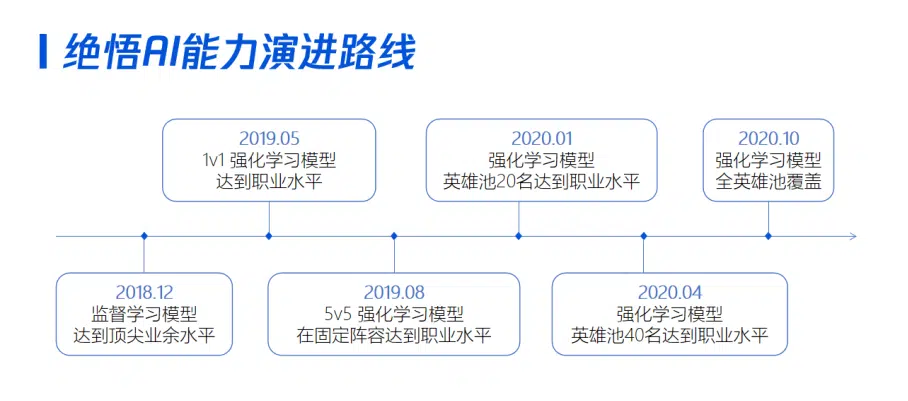 绝悟AI能力演进路线
2019.05
1v1 强化学习模型
达到职业水平
2020.01
强化学习模型
英雄池20名达到职业水平
2020.10
强化学习模型
全英雄池覆盖
2018.12
监督学习模型
达到顶尖业余水平
2019.08
5v5 强化学习模型
在固定阵容达到职业水平
2020.04
强化学习模型
英雄池40名达到职业水平